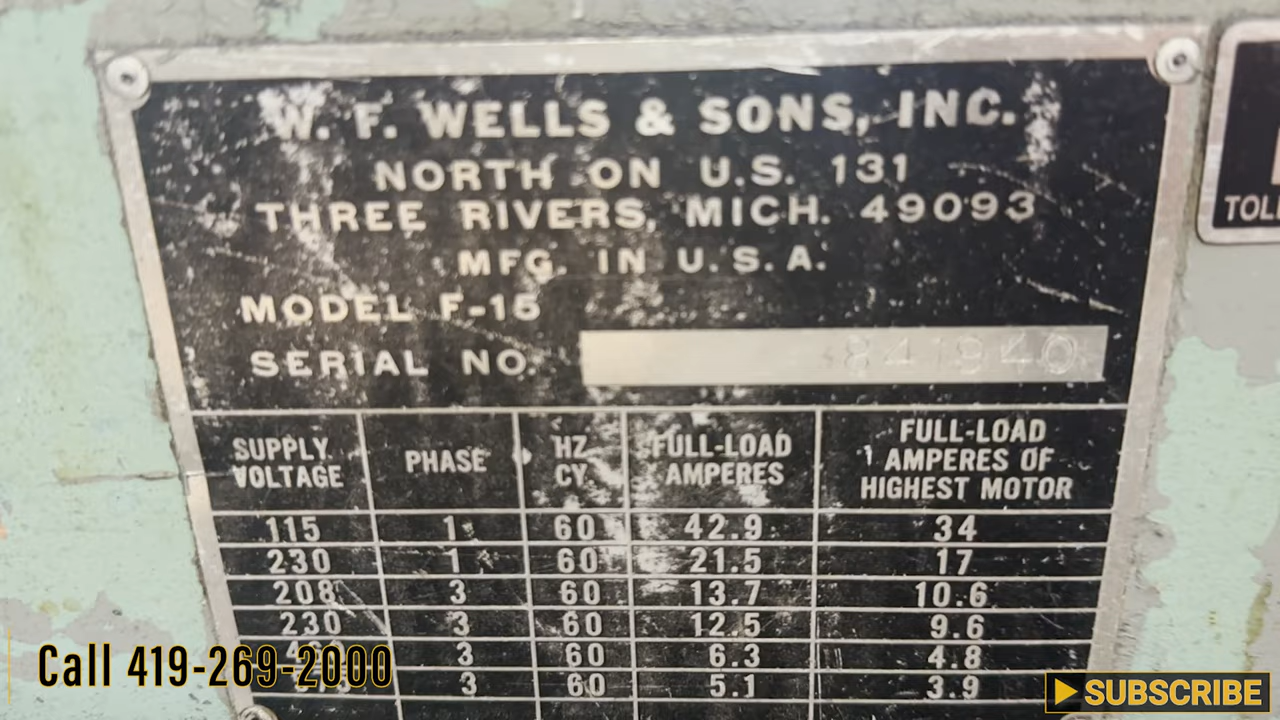 W. F. WELLS & SONS, INC.
NORTH ON U.S. 131
THREE RIVERS, MICH. 49093
MFG. IN U.S.A.
MODEL F-15
SERIAL NO. 841940
SUPPLY VOLTAGE PHASE HZ CY FULL-LOAD AMPERES FULL-LOAD AMPERES OF HIGHEST MOTOR
115 1 60 42.9 34
230 1 60 21.5 17
208 3 60 13.7 10.6
230 3 60 12.5 9.6
3 60 6.3 4.8
3 60 5.1 3.9
Call 419-269-2000
SUBSCRIBE